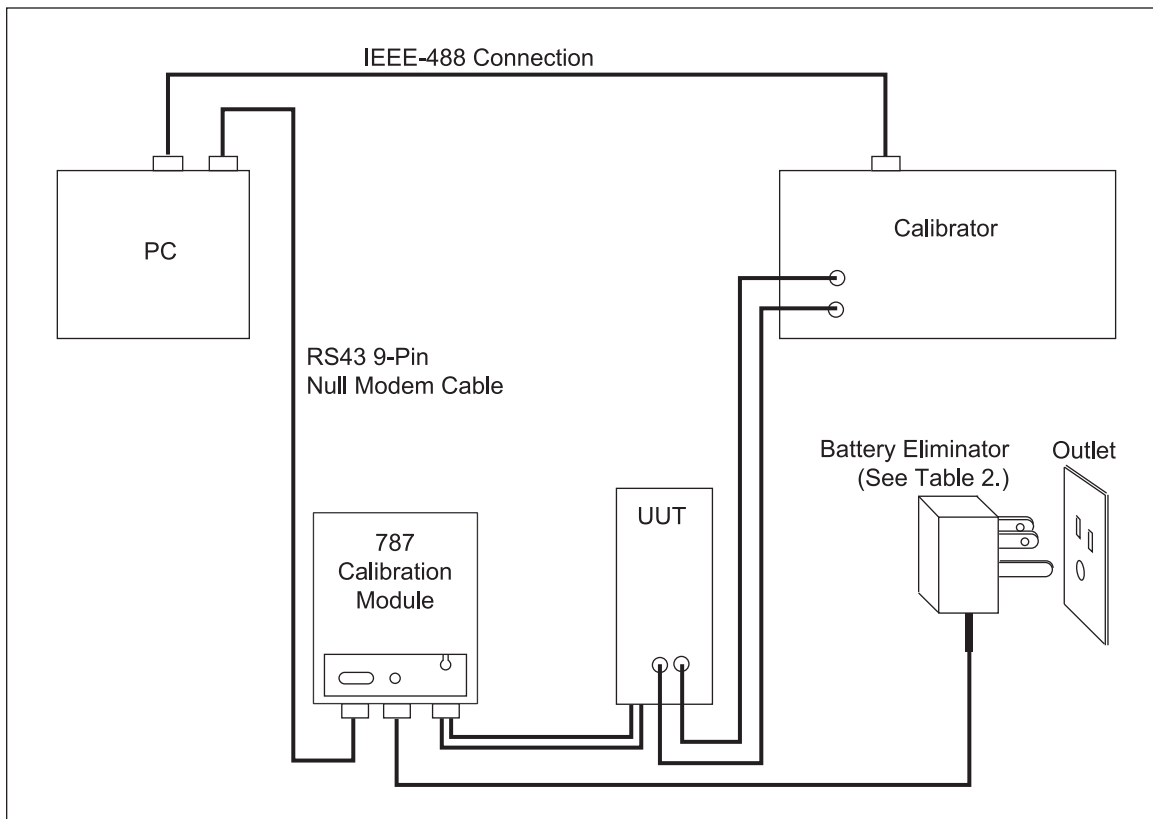 IEEE-488 Connection
PC
Calibrator
RS43 9-Pin
Null Modem Cable
Battery Eliminator
(See Table 2.)
Outlet
UUT
787
Calibration
Module